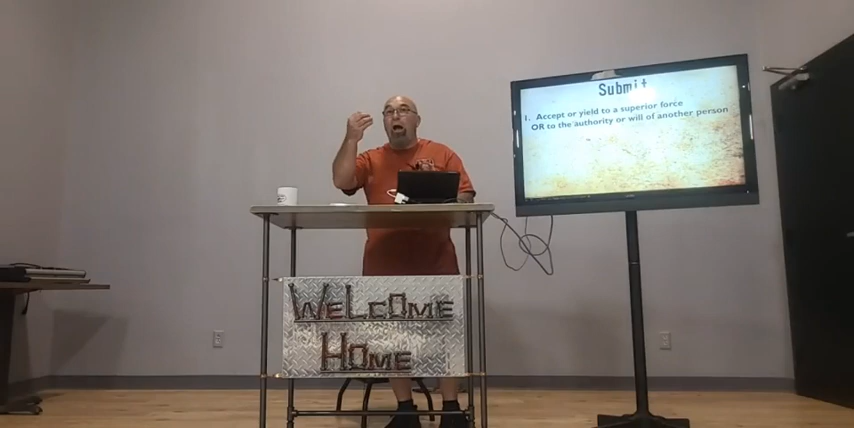 Submit
1. Accept or yield to a superior force
OR to the authority or will of another person
WELCOME
HOME